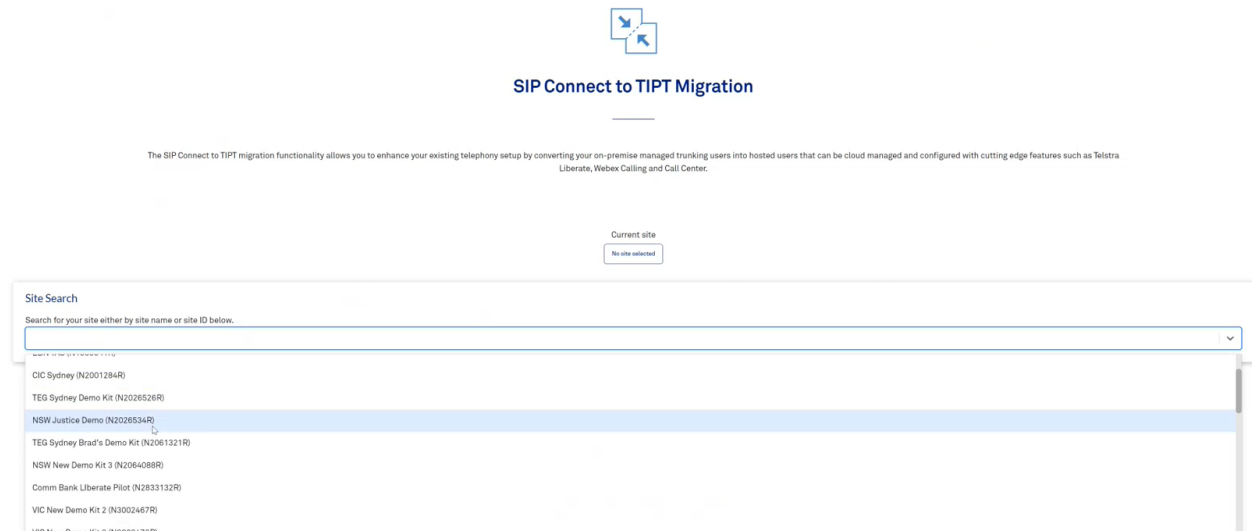 SIP Connect to TIPT Migration
The SIP Connect to TIPT migration functionality allows you to enhance your existing telephony setup by converting your on-premise managed trunking users into hosted users that can be cloud managed and configured with cutting edge features such as Telstra
Liberate, Webex Calling and Call Center.
Current site
No site selected
Site Search
Search for your site either by site name or site ID below.
CIC Sydney (N2001284R)
TEG Sydney Demo Kit (N2026526R)
NSW Justice Demo (N2026534R)
TEG Sydney Brad's Demo Kit (N2061321R)
NSW New Demo Kit 3 (N2064088R)
Comm Bank LIberate Pilot (N2833132R)
VIC New Demo Kit 2 (N3002467R)